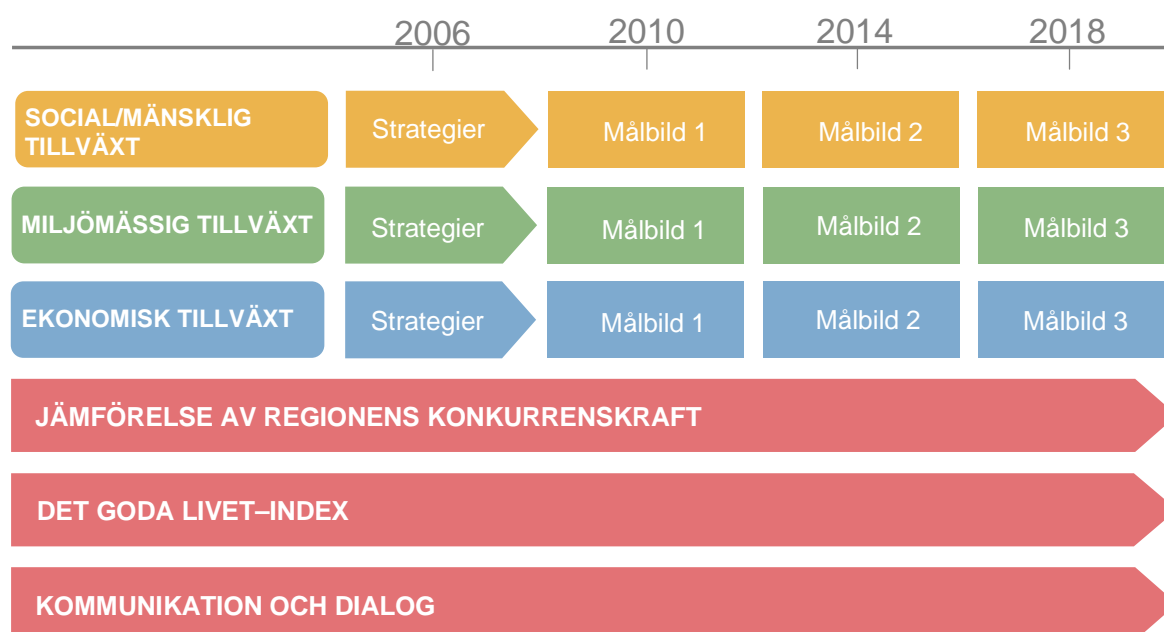 2006 2010 2014 2018
SOCIAL/MÄNSKLIG
TILLVÄXT
Strategier Målbild 1 Målbild 2 Målbild 3
MILJÖMÄSSIG TILLVÄXT Strategier Målbild 1 Målbild 2 Målbild 3
EKONOMISK TILLVÄXT Strategier Målbild 1 Målbild 2 Målbild 3
JÄMFÖRELSE AV REGIONENS KONKURRENSKRAFT
DET GODA LIVET–INDEX
KOMMUNIKATION OCH DIALOG